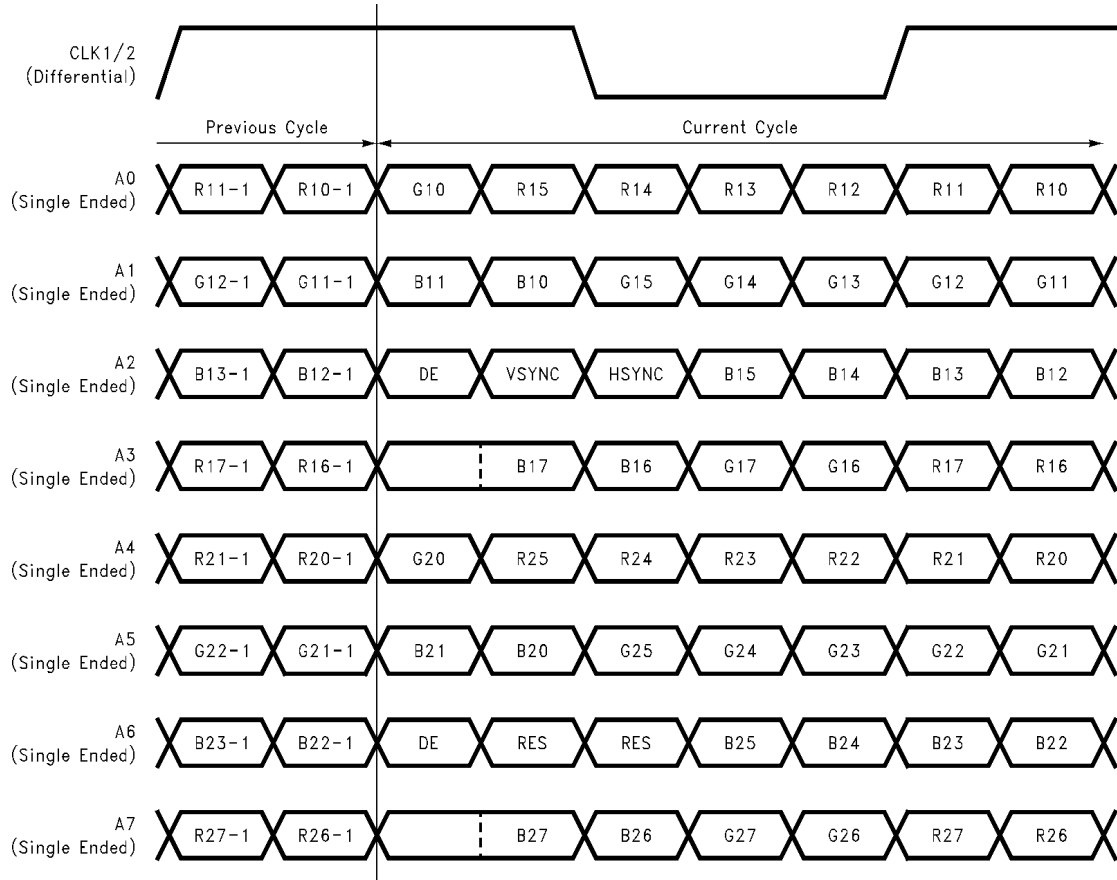 CLK1/2
(Differential)
Previous Cycle Current Cycle
A0
(Single Ended)
R11-1 R10-1 G10 R15 R14 R13 R12 R11 R10
A1
(Single Ended)
G12-1 G11-1 B11 B10 G15 G14 G13 G12 G11
A2
(Single Ended)
B13-1 B12-1 DE VSYNC HSYNC B15 B14 B13 B12
A3
(Single Ended)
R17-1 R16-1 B17 B16 G17 G16 R17 R16
A4
(Single Ended)
R21-1 R20-1 G20 R25 R24 R23 R22 R21 R20
A5
(Single Ended)
G22-1 G21-1 B21 B20 G25 G24 G23 G22 G21
A6
(Single Ended)
B23-1 B22-1 DE RES RES B25 B24 B23 B22
A7
(Single Ended)
R27-1 R26-1 B27 B26 G27 G26 R27 R26